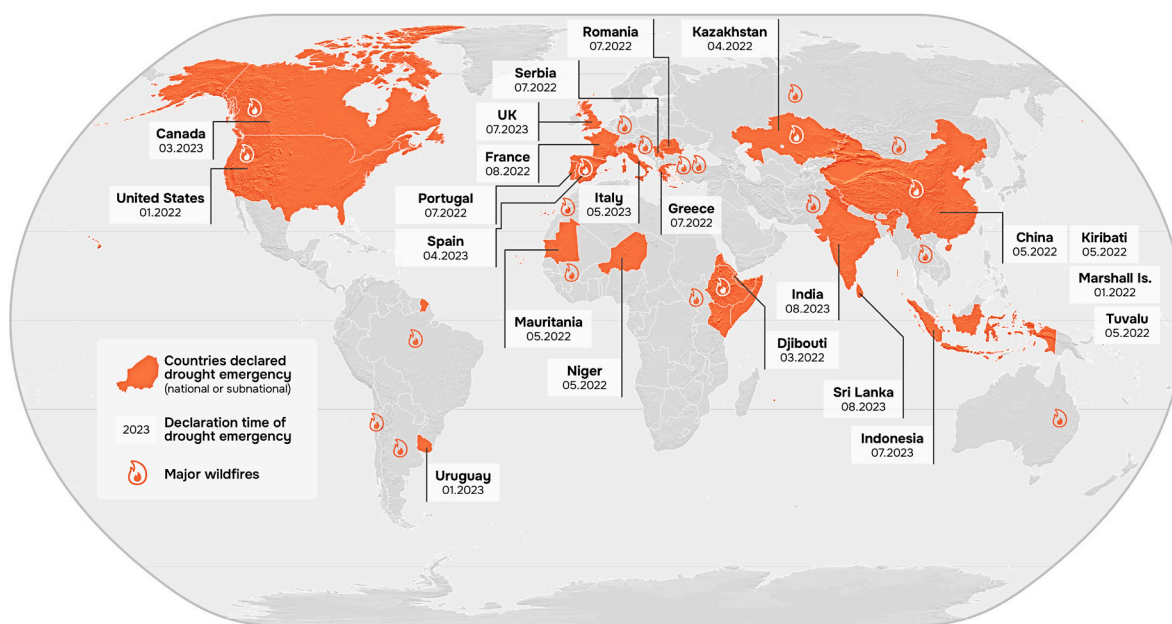 Romania
07.2022
Kazakhstan
04.2022
Serbia
07.2022
UK
07.2023
Canada
03.2023
France
08.2022
United States
01.2022
Portugal
07.2022
Italy
05.2023
Greece
07.2022
Spain
04.2023
China
05.2022
Kiribati
05.2022
Marshall Is.
01.2022
Tuvalu
05.2022
India
08.2023
Mauritania
05.2022
Djibouti
03.2022
Niger
05.2022
Sri Lanka
08.2023
Indonesia
07.2023
Uruguay
01.2023
Countries declared
drought emergency
(national or subnational)
2023
Declaration time of
drought emergency
Major wildfires